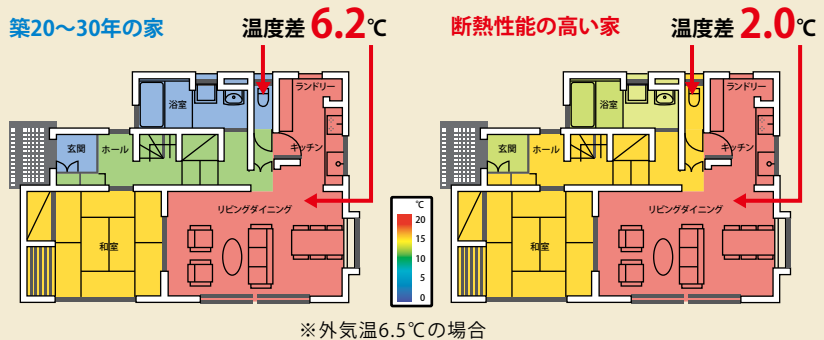 築20～30年の家
温度差 6.2℃
浴室
ランドリー
玄関
ホール
キッチン
リビングダイニング
和室
断熱性能の高い家
温度差 2.0℃
浴室
ランドリー
玄関
ホール
キッチン
リビングダイニング
和室
℃
20
15
10
5
0
※外気温6.5℃の場合